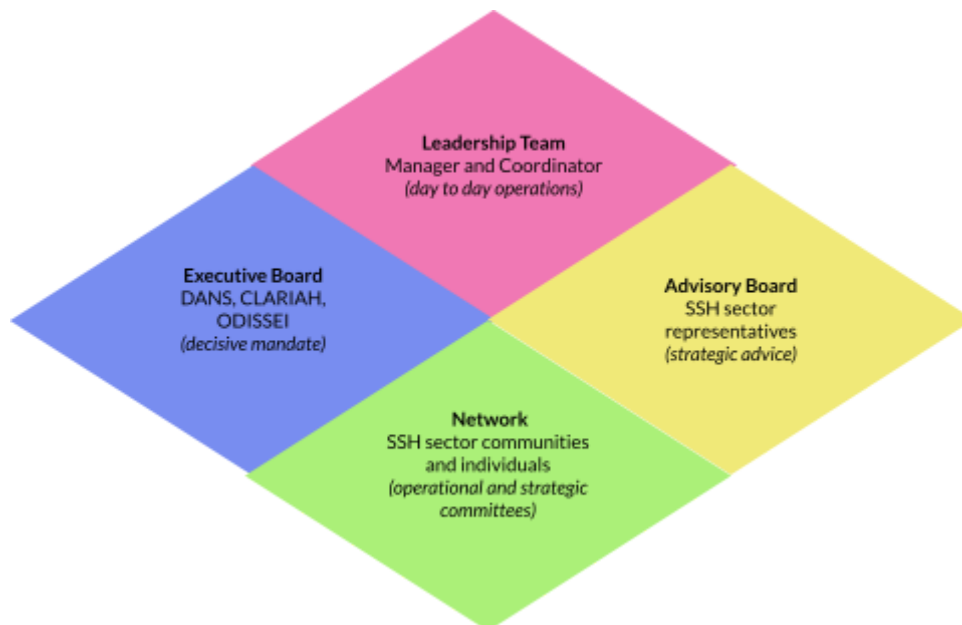 Leadership Team
Manager and Coordinator
(day to day operations)
Executive Board
DANS, CLARIAH,
ODISSEI
(decisive mandate)
Advisory Board
SSH sector
representatives
(strategic advice)
Network
SSH sector communities
and individuals
(operational and strategic
committees)